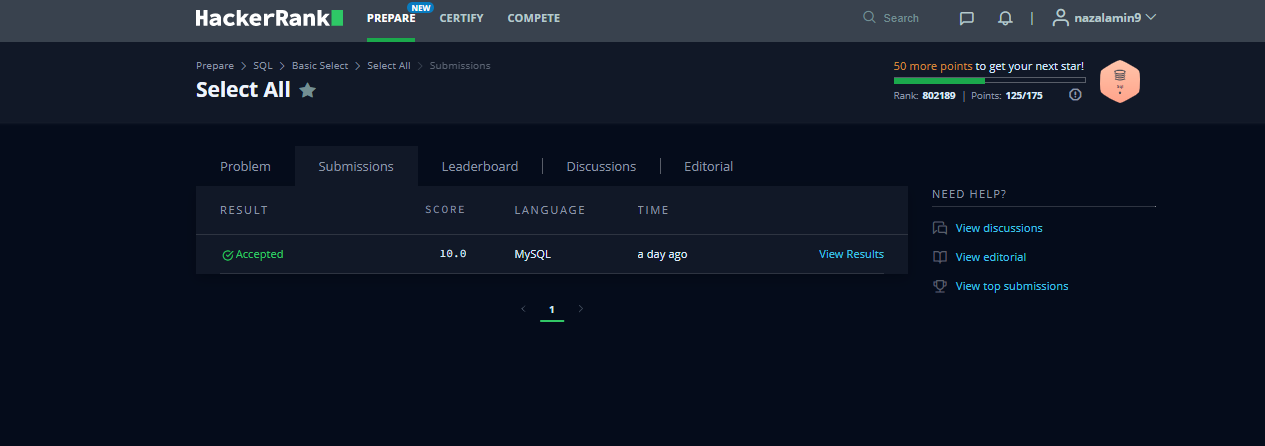 HackerRank PREPARE NEW CERTIFY COMPETE Search nazalamin9
Prepare > SQL > Basic Select > Select All > Submissions
Select All
50 more points to get your next star!
Rank: 802189 | Points: 125/175
Problem Submissions Leaderboard Discussions Editorial
RESULT SCORE LANGUAGE TIME
Accepted 10.0 MySQL a day ago View Results
1
NEED HELP?
View discussions
View editorial
View top submissions